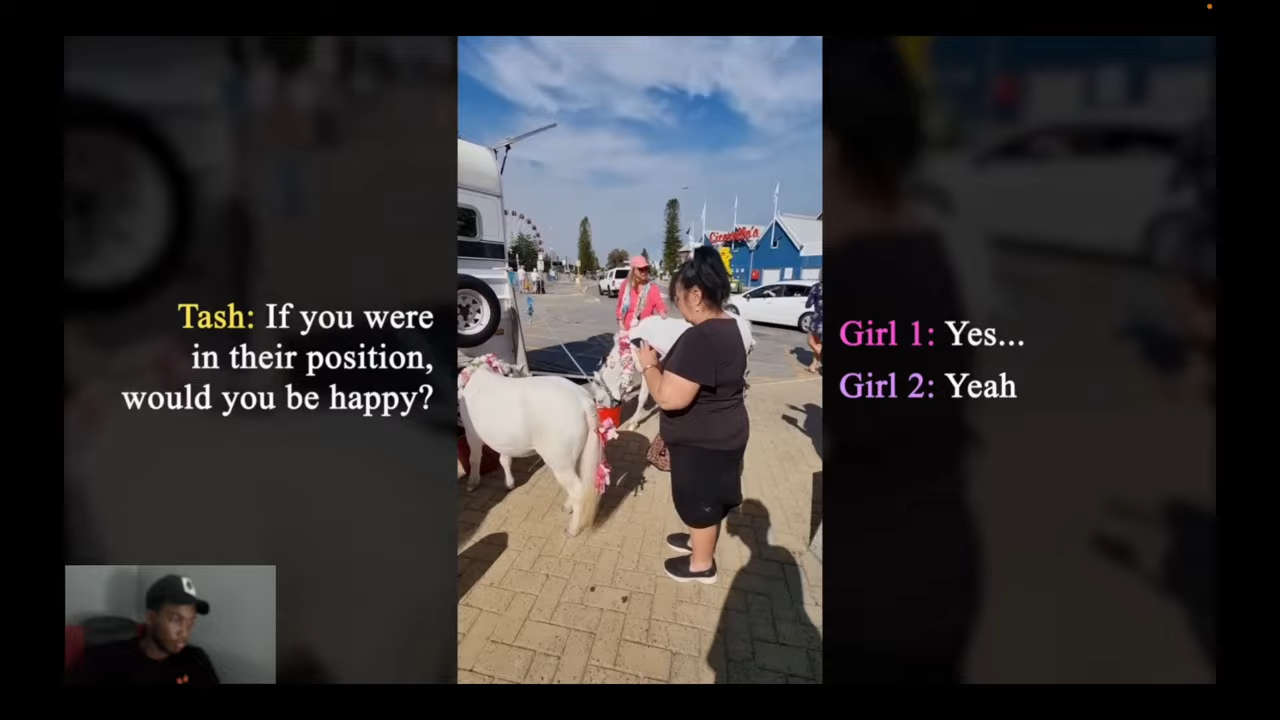 Tash: If you were
in their position,
would you be happy?
Cicerello's
Girl 1: Yes...
Girl 2: Yeah